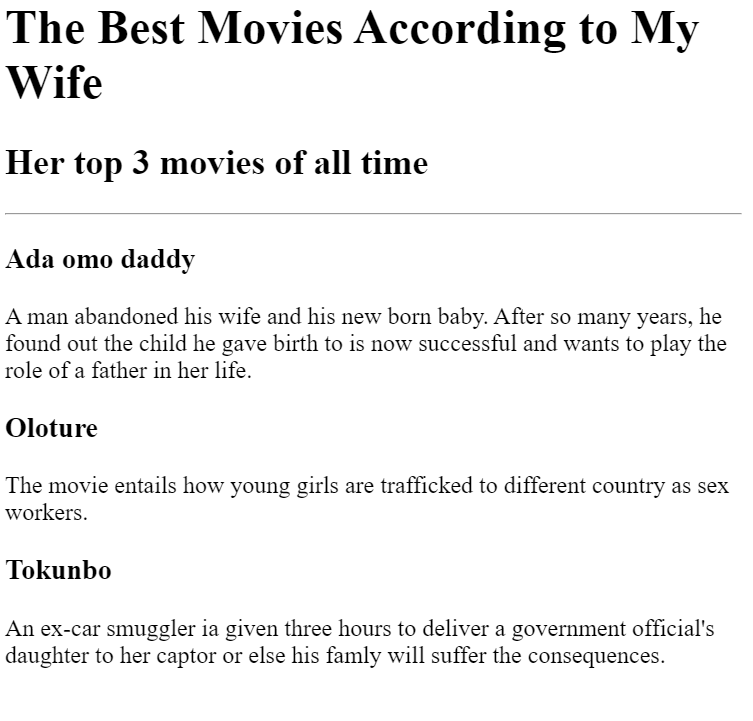 The Best Movies According to My
Wife
Her top 3 movies of all time
Ada omo daddy
A man abandoned his wife and his new born baby. After so many years, he
found out the child he gave birth to is now successful and wants to play the
role of a father in her life.
Oloture
The movie entails how young girls are trafficked to different country as sex
workers.
Tokunbo
An ex-car smuggler ia given three hours to deliver a government official's
daughter to her captor or else his famly will suffer the consequences.